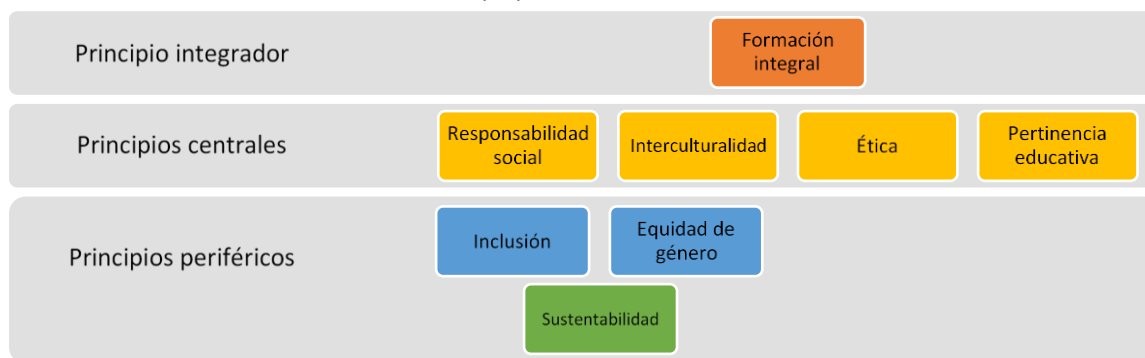 Principio integrador
Formación
integral
Principios centrales
Responsabilidad
social
Interculturalidad
Ética
Pertinencia
educativa
Principios periféricos
Inclusión
Equidad de
género
Sustentabilidad